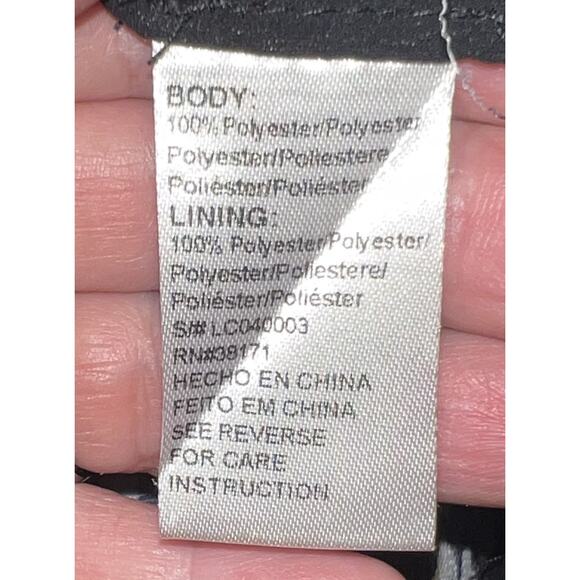 BODY:
100% Polyester/Polyester
Polyester/Poliestere
Poliéster/Poliéster
LINING:
100% Polyester/Polyester/
Polyester/Poliestere/
Poliéster/Poliéster
S/# LC040003
RN#38171
HECHO EN CHINA
FEITO EM CHINA
SEE REVERSE
FOR CARE
INSTRUCTION